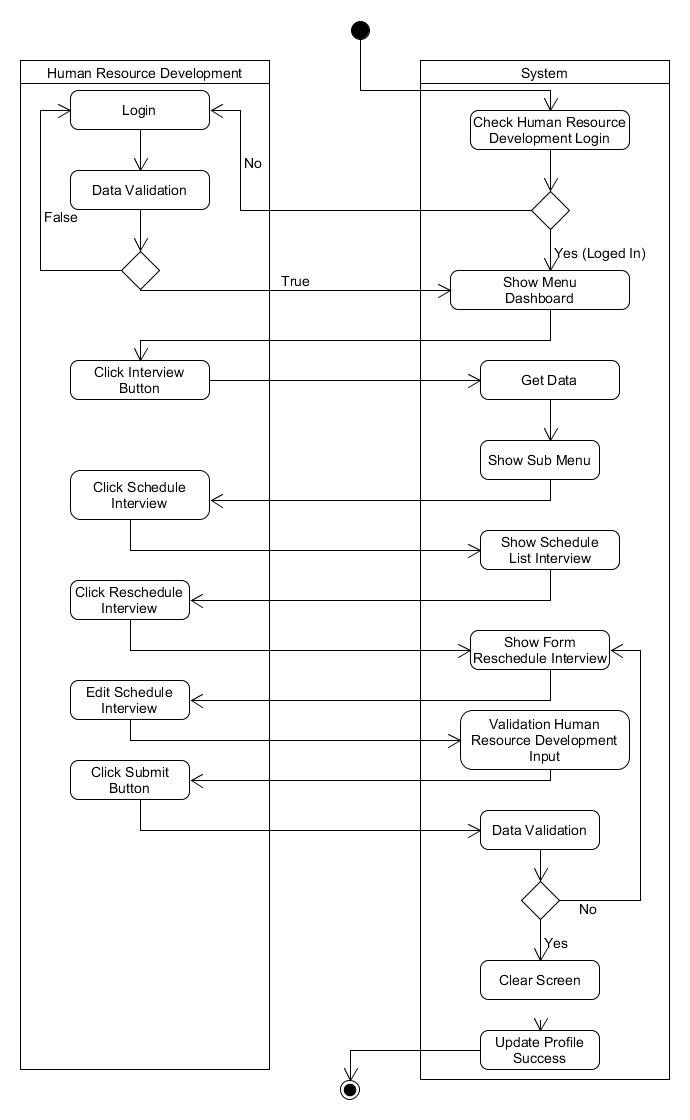 Human Resource Development
System
Login
Check Human Resource
Development Login
No
Data Validation
False
Yes (Loged In)
True
Show Menu
Dashboard
Click Interview
Button
Get Data
Show Sub Menu
Click Schedule
Interview
Show Schedule
List Interview
Click Reschedule
Interview
Show Form
Reschedule Interview
Edit Schedule
Interview
Validation Human
Resource Development
Input
Click Submit
Button
Data Validation
No
Yes
Clear Screen
Update Profile
Success